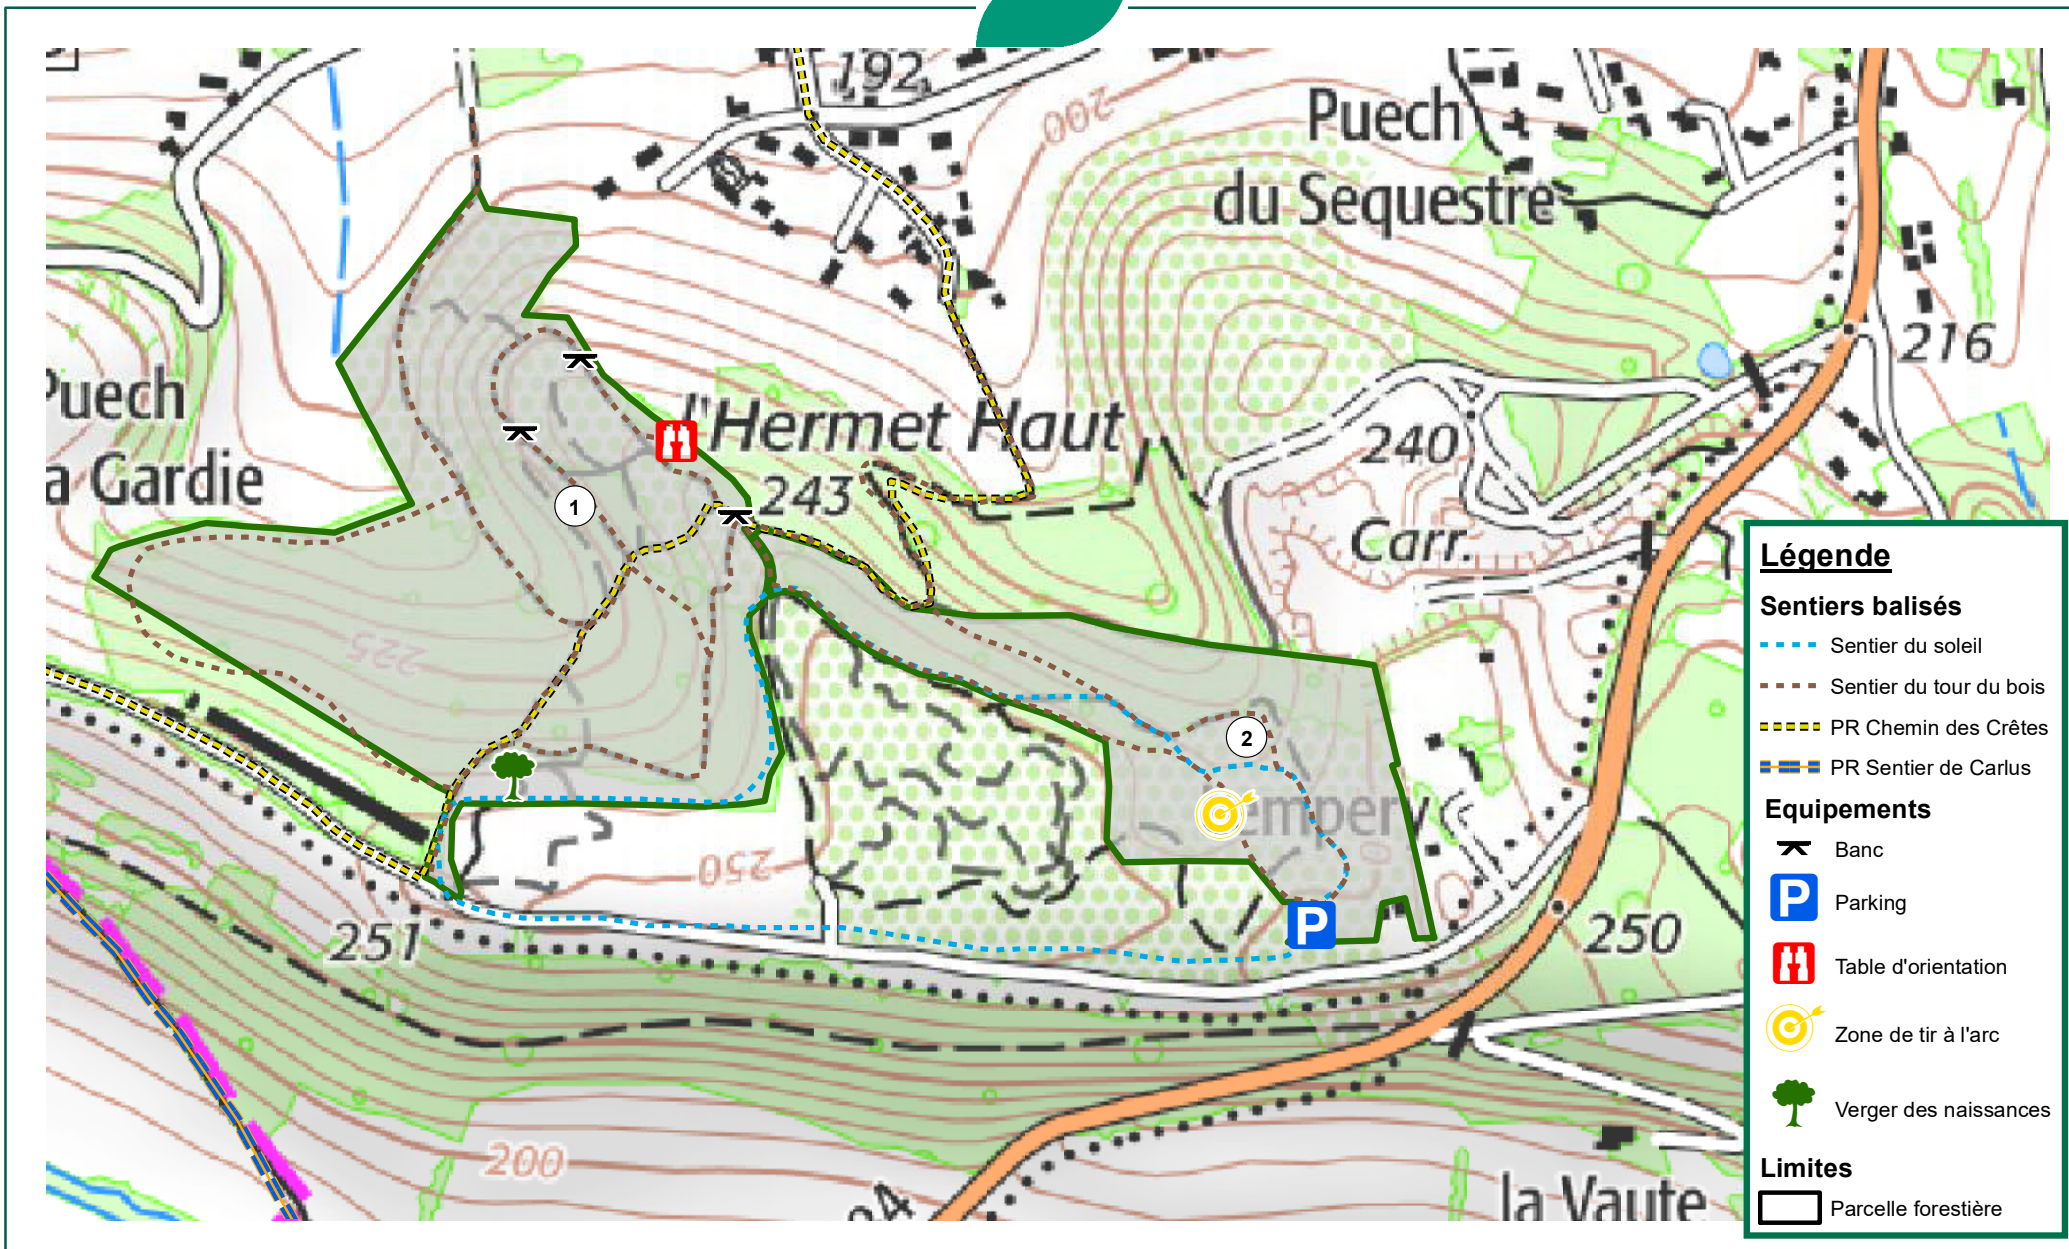 192
200
Puech
du Sequestre
216
Puech
a Gardie
l'Hermet Haut
243
240
Carr.
1
225
2
empery
P
250
251
250
200
la Vaute
Légende
Sentiers balisés
Sentier du soleil
Sentier du tour du bois
PR Chemin des Crêtes
PR Sentier de Carlus
Equipements
Banc
P Parking
Table d'orientation
Zone de tir à l'arc
Verger des naissances
Limites
Parcelle forestière